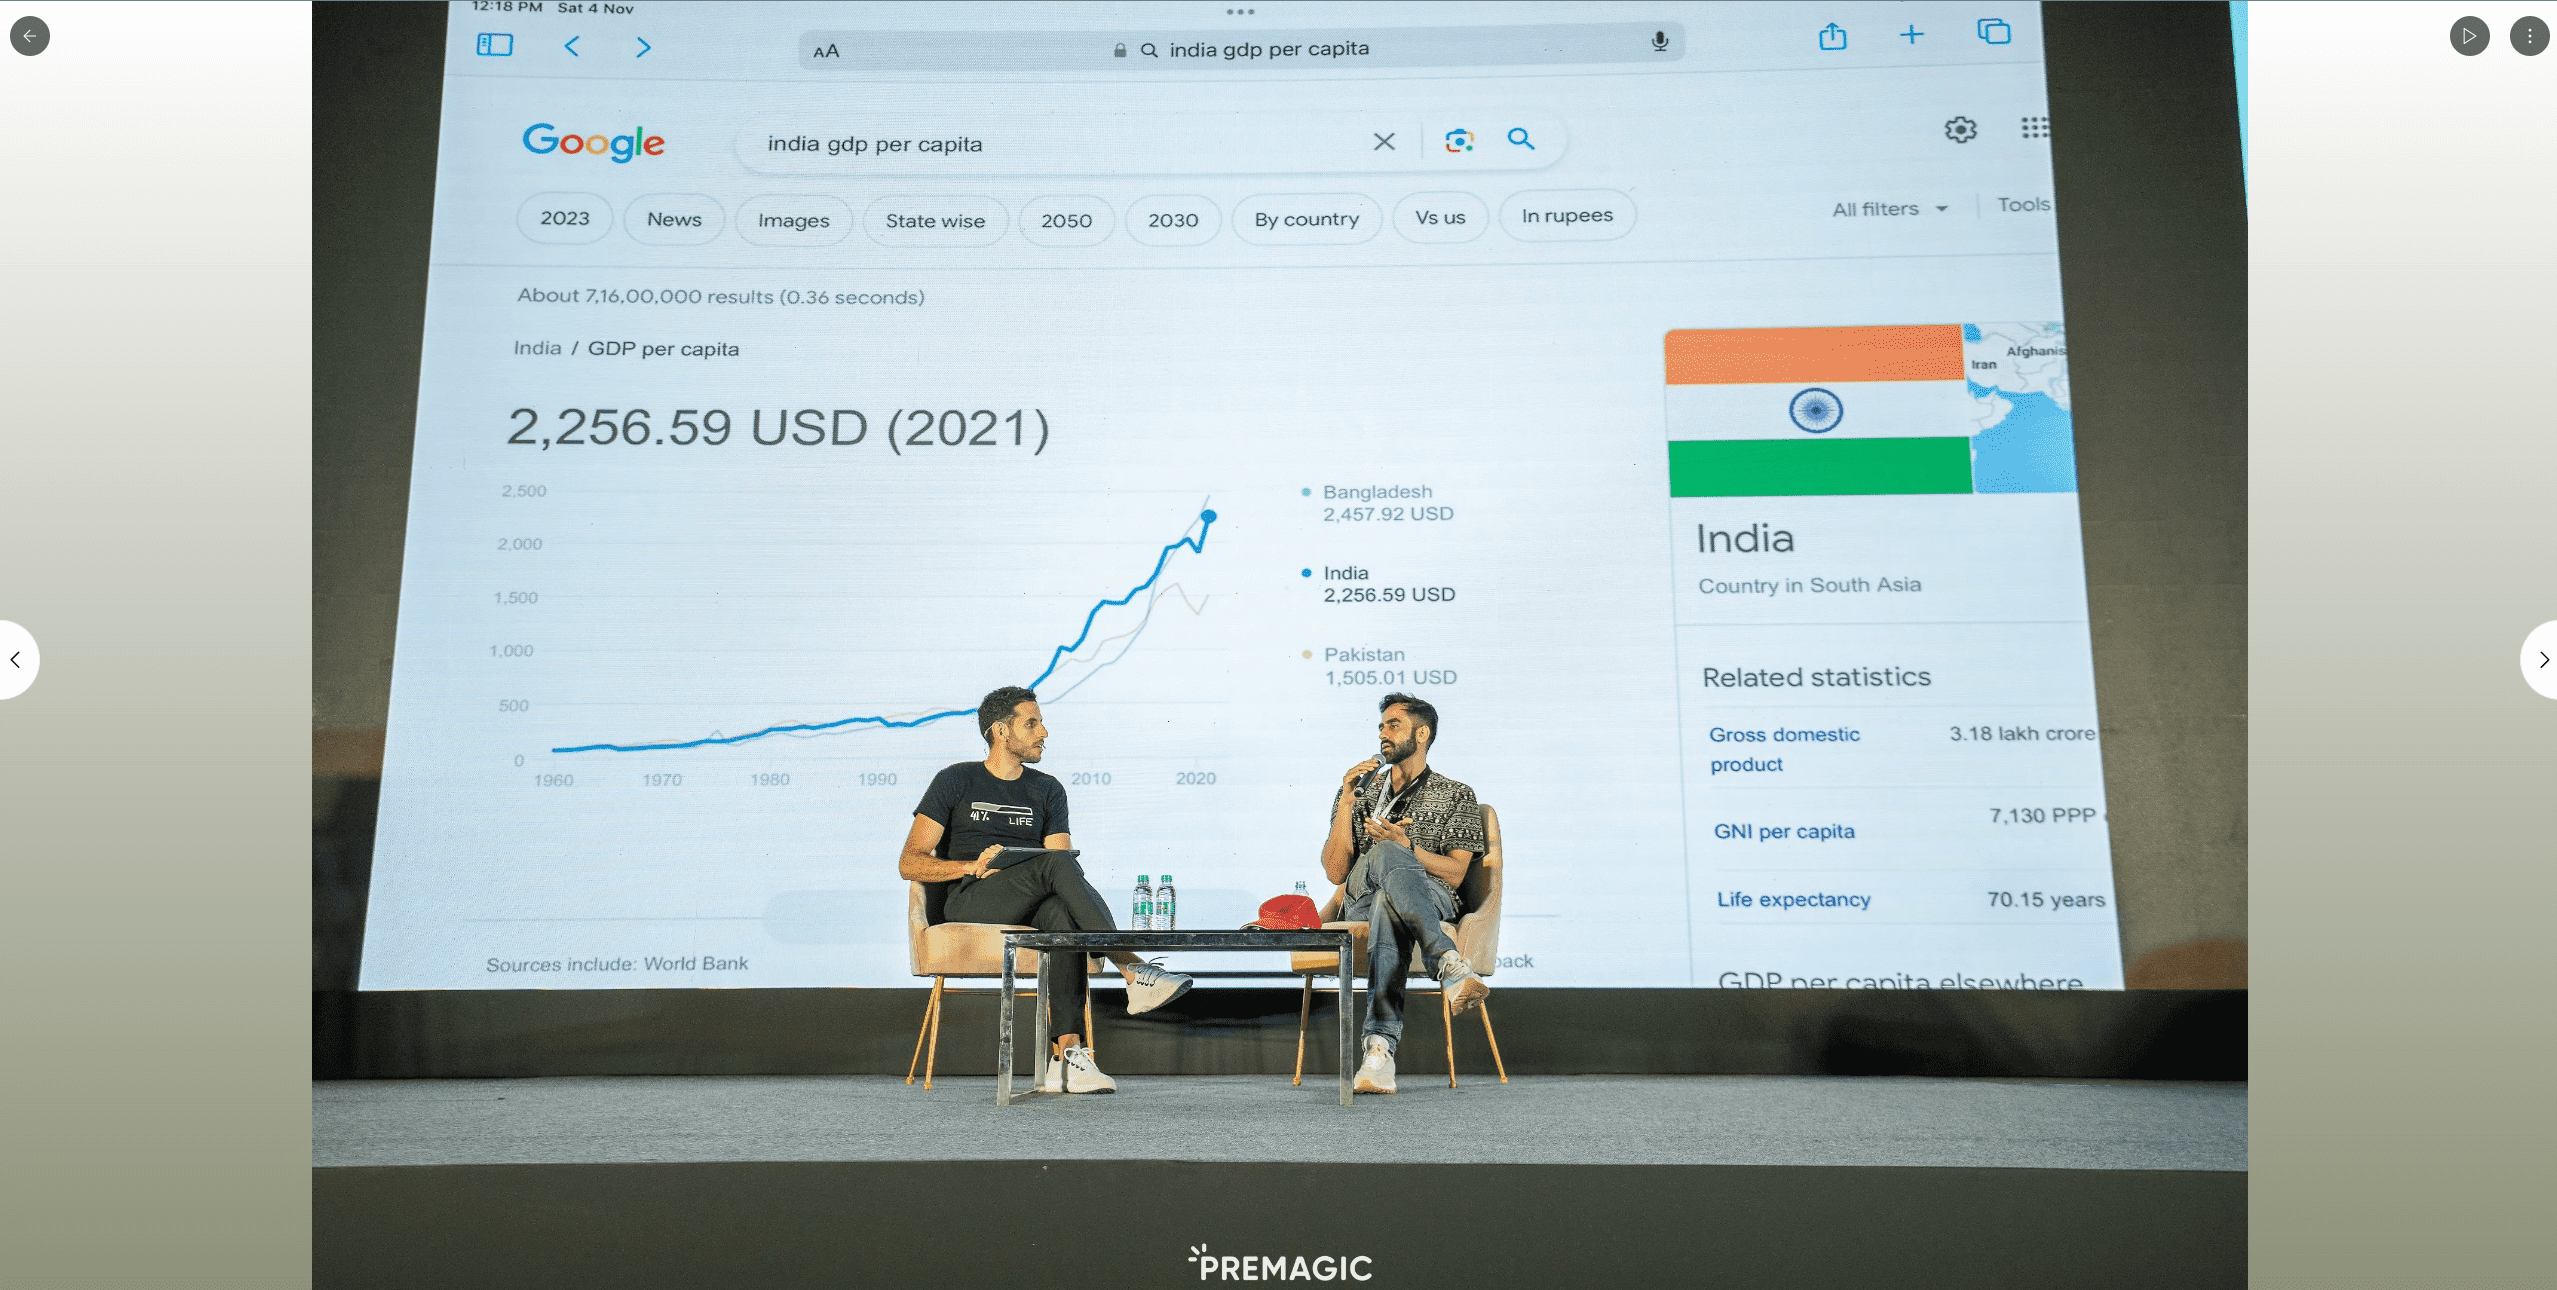 12:18 PM Sat 4 Nov
AA
india gdp per capita
Google
india gdp per capita
2023 News Images State wise 2050 2030 By country Vs us In rupees
All filters Tools
About 7,16,00,000 results (0.36 seconds)
India / GDP per capita
2,256.59 USD (2021)
2,500
2,000
1,500
1,000
500
0
1960 1970 1980 1990 2010 2020
Bangladesh
2,457.92 USD
India
2,256.59 USD
Pakistan
1,505.01 USD
Sources include: World Bank
back
Iran
Afghanis
India
Country in South Asia
Related statistics
Gross domestic product 3.18 lakh crore
GNI per capita 7,130 PPP
Life expectancy 70.15 years
GDP per capita elsewhere
41% LIFE
PREMAGIC